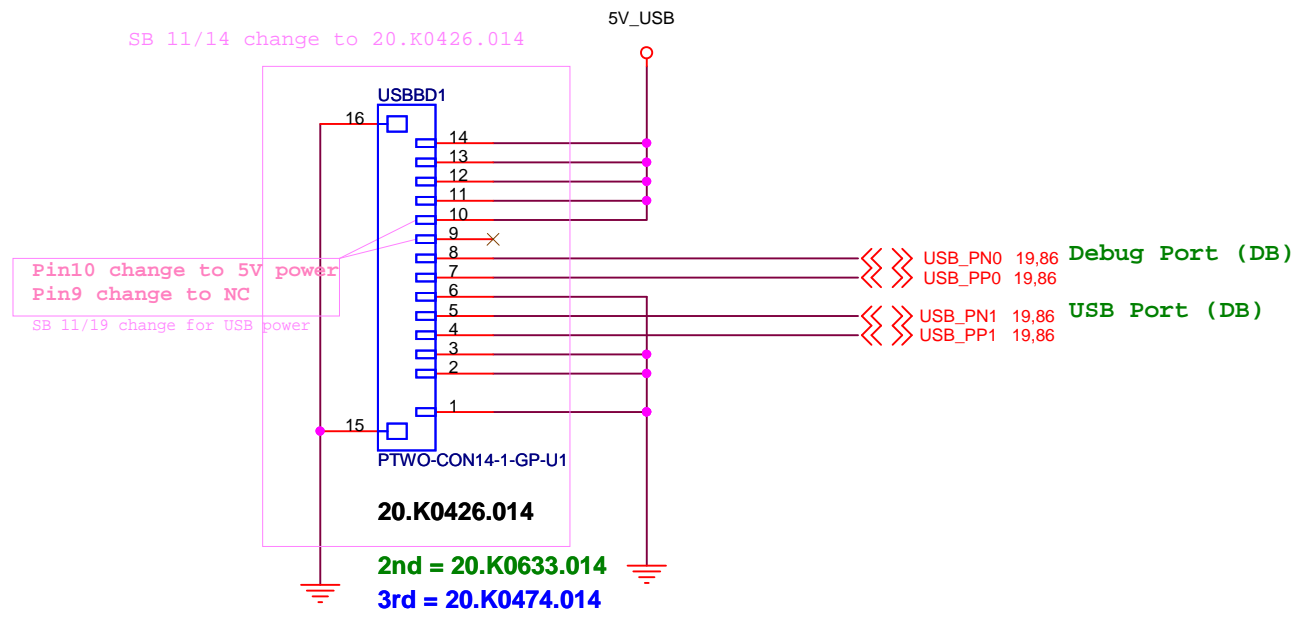 5V_USB
SB 11/14 change to 20.K0426.014
USBBD1
16
14
13
12
11
10
9
8
7
6
5
4
3
2
1
15
USB_PN0 19,86 Debug Port (DB)
USB_PP0 19,86
USB_PN1 19,86 USB Port (DB)
USB_PP1 19,86
Pin10 change to 5V power
Pin9 change to NC
SB 11/19 change for USB power
PTWO-CON14-1-GP-U1
20.K0426.014
2nd = 20.K0633.014
3rd = 20.K0474.014